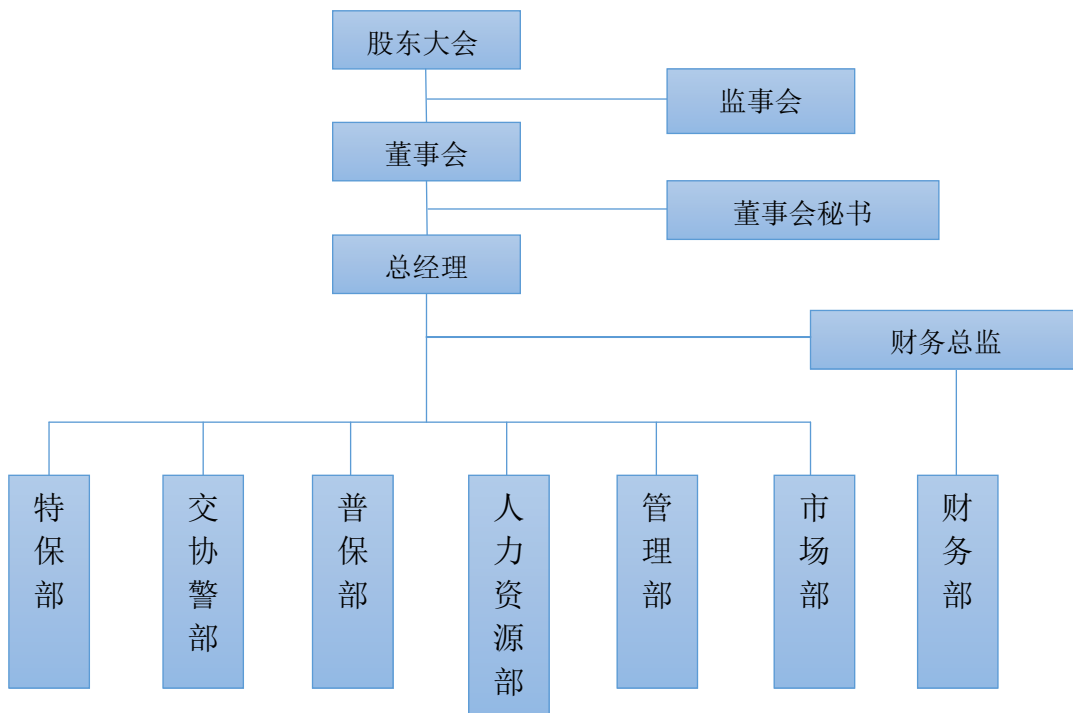 股东大会
监事会
董事会
董事会秘书
总经理
财务总监
特保部
交协警部
普保部
人力资源部
管理部
市场部
财务部